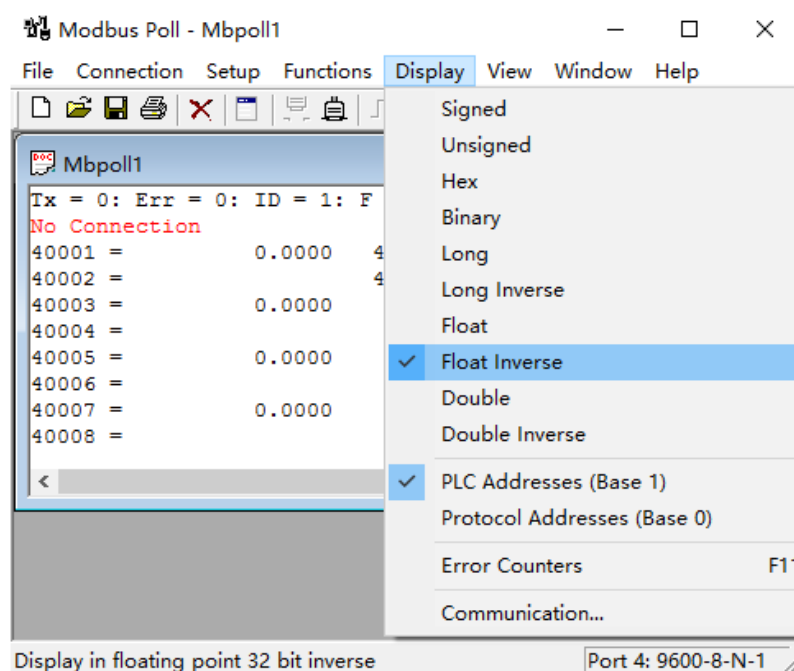 Modbus Poll - Mbpoll1
File Connection Setup Functions Display View Window Help
Mbpoll1
Tx = 0: Err = 0: ID = 1: F
No Connection
40001 = 0.0000 4
40002 = 4
40003 = 0.0000
40004 =
40005 = 0.0000
40006 =
40007 = 0.0000
40008 =
Signed
Unsigned
Hex
Binary
Long
Long Inverse
Float
Float Inverse
Double
Double Inverse
PLC Addresses (Base 1)
Protocol Addresses (Base 0)
Error Counters F11
Communication...
Display in floating point 32 bit inverse
Port 4: 9600-8-N-1